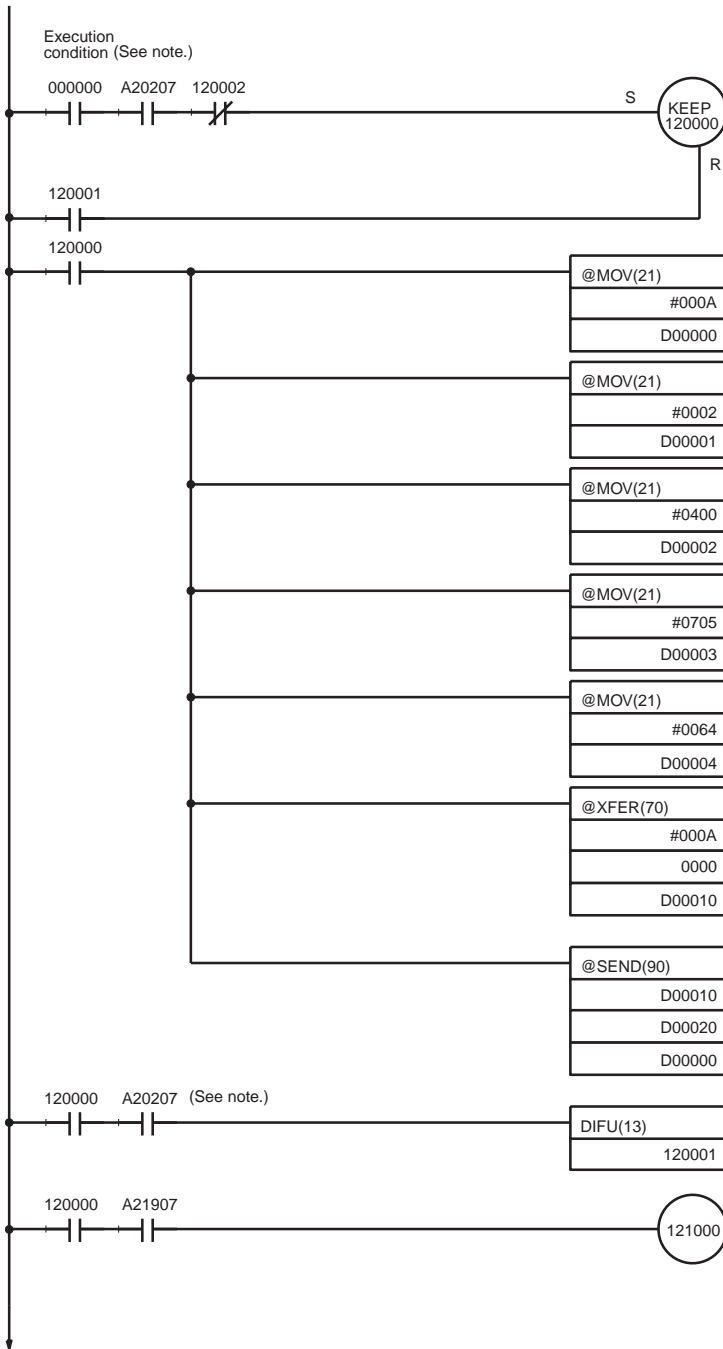 Execution
condition (See note.)
000000 A20207 120002
S
KEEP
120000
R
120001
120000
@MOV(21)
#000A
D00000
@MOV(21)
#0002
D00001
@MOV(21)
#0400
D00002
@MOV(21)
#0705
D00003
@MOV(21)
#0064
D00004
@XFER(70)
#000A
0000
D00010
@SEND(90)
D00010
D00020
D00000
120000 A20207 (See note.)
DIFU(13)
120001
120000 A21907
121000